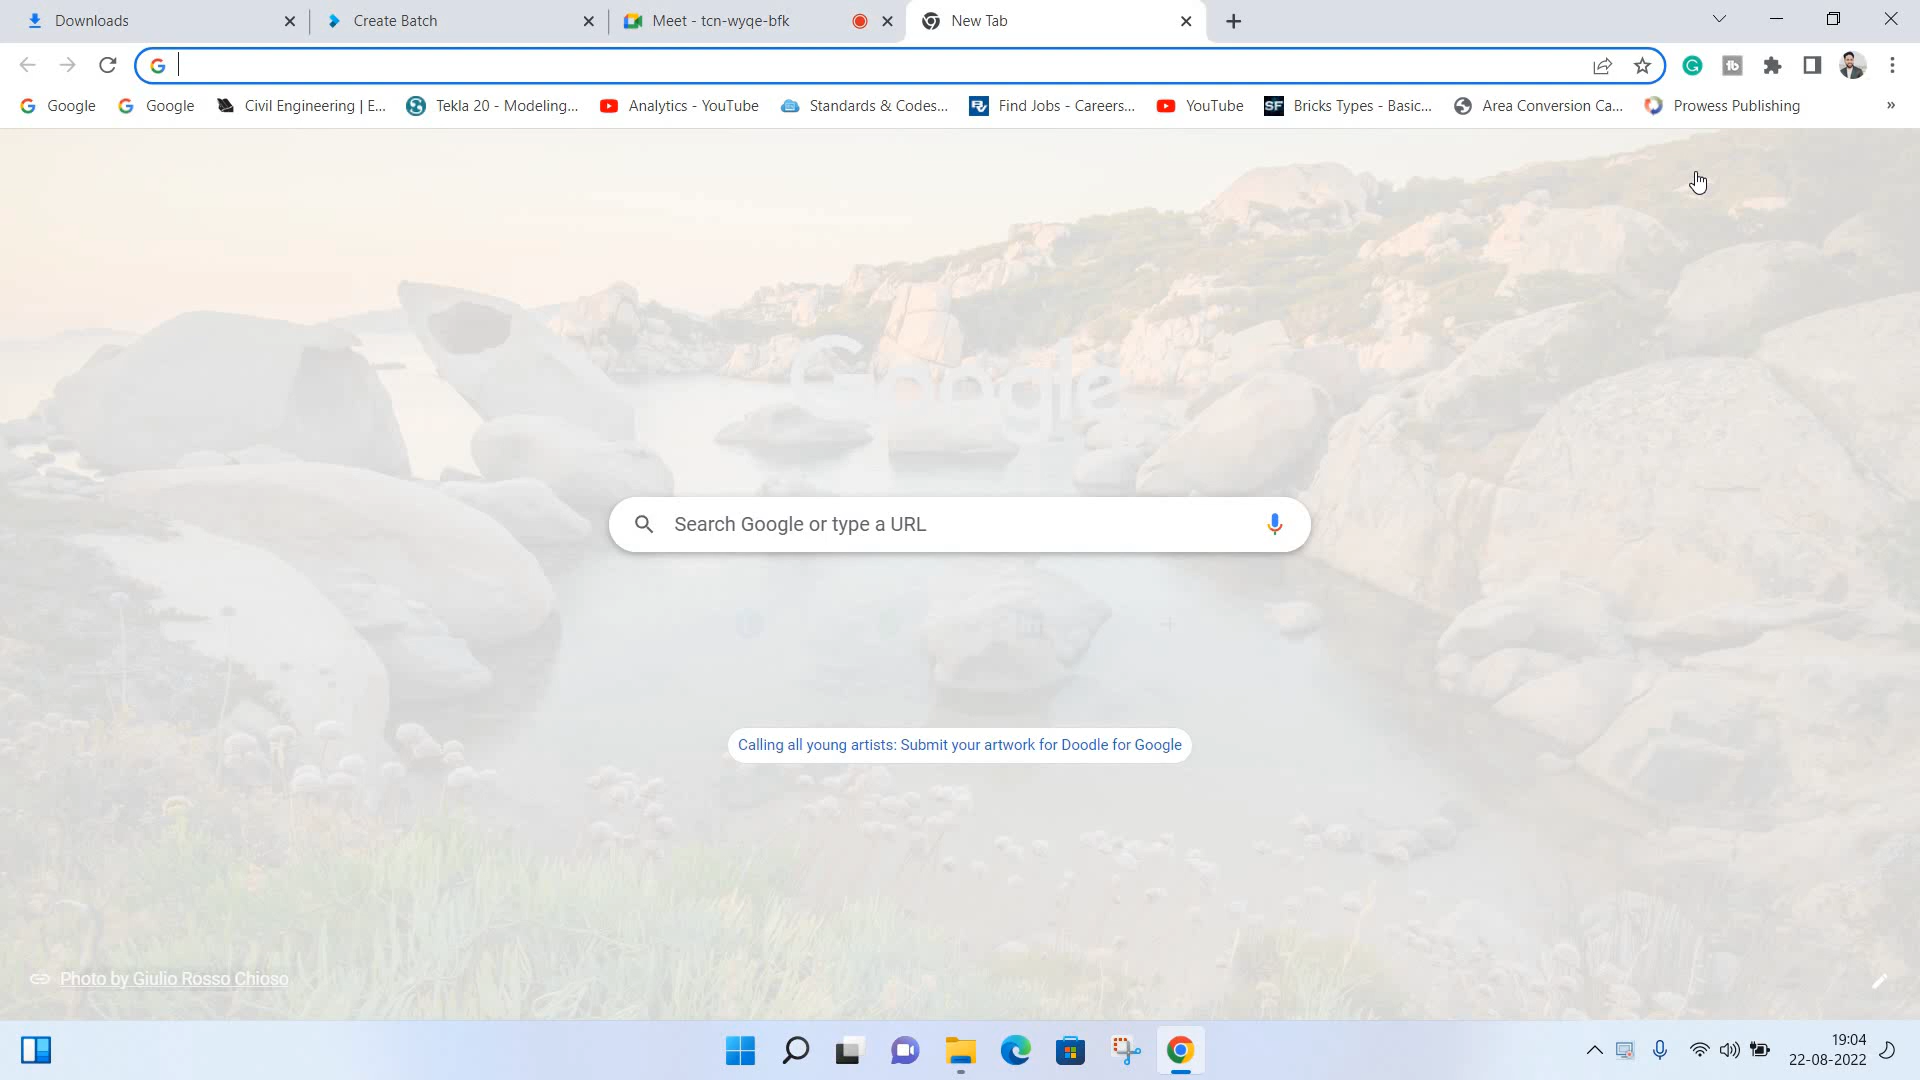 Downloads
Create Batch
Meet - tcn-wyqe-bfk
New Tab
Google
Google
Civil Engineering | E...
Tekla 20 - Modeling...
Analytics - YouTube
Standards & Codes...
Find Jobs - Careers...
YouTube
SF
Bricks Types - Basic...
Area Conversion Ca...
Prowess Publishing
»
Google
Search Google or type a URL
Calling all young artists: Submit your artwork for Doodle for Google
Photo by Giulio Rosso Chioso
19:04
22-08-2022